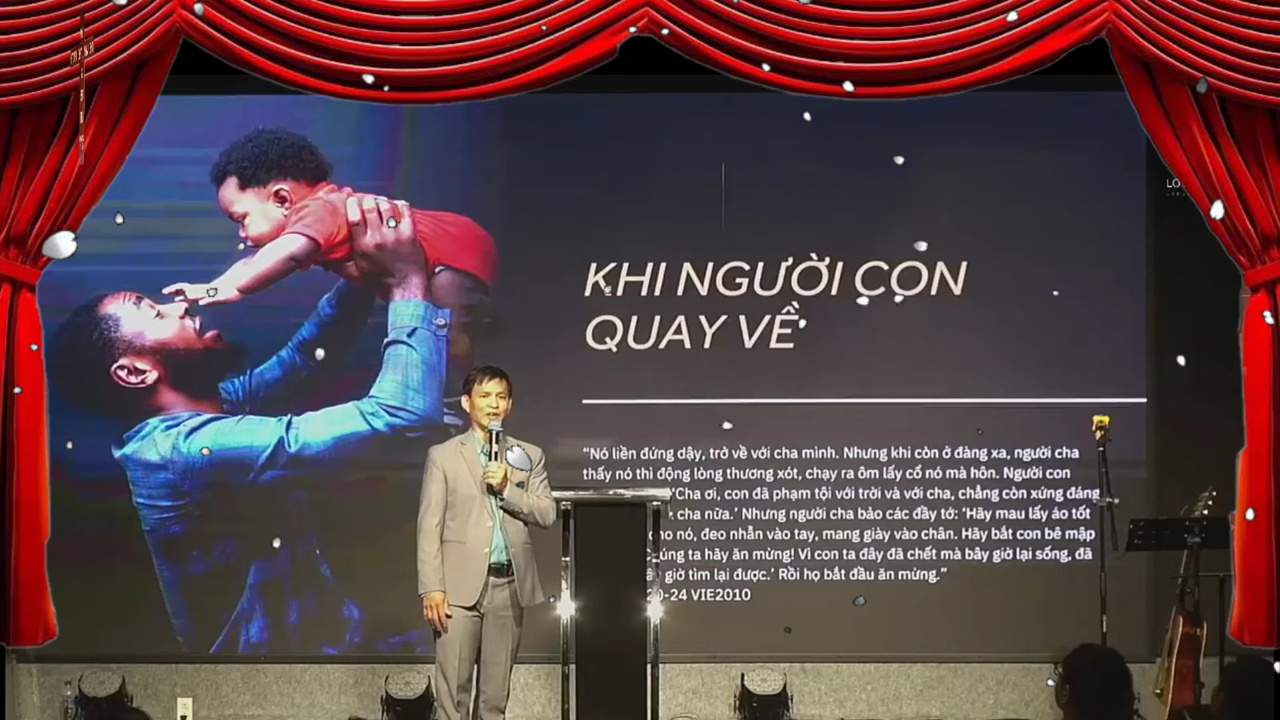 KHI NGƯỜI CON
QUAY VỀ
“Nó liền đứng dậy, trở về với cha mình. Nhưng khi còn ở đàng xa, người cha
thấy nó thì động lòng thương xót, chạy ra ôm lấy cổ nó mà hôn. Người con
‘Cha ơi, con đã phạm tội với trời và với cha, chẳng còn xứng đáng
cha nữa.’ Nhưng người cha bảo các đầy tớ: ‘Hãy mau lấy áo tốt
cho nó, đeo nhẫn vào tay, mang giày vào chân. Hãy bắt con bê mập
Chúng ta hãy ăn mừng! Vì con ta đây đã chết mà bây giờ lại sống, đã
giờ tìm lại được.’ Rồi họ bắt đầu ăn mừng.”
20-24 VIE2010
LO